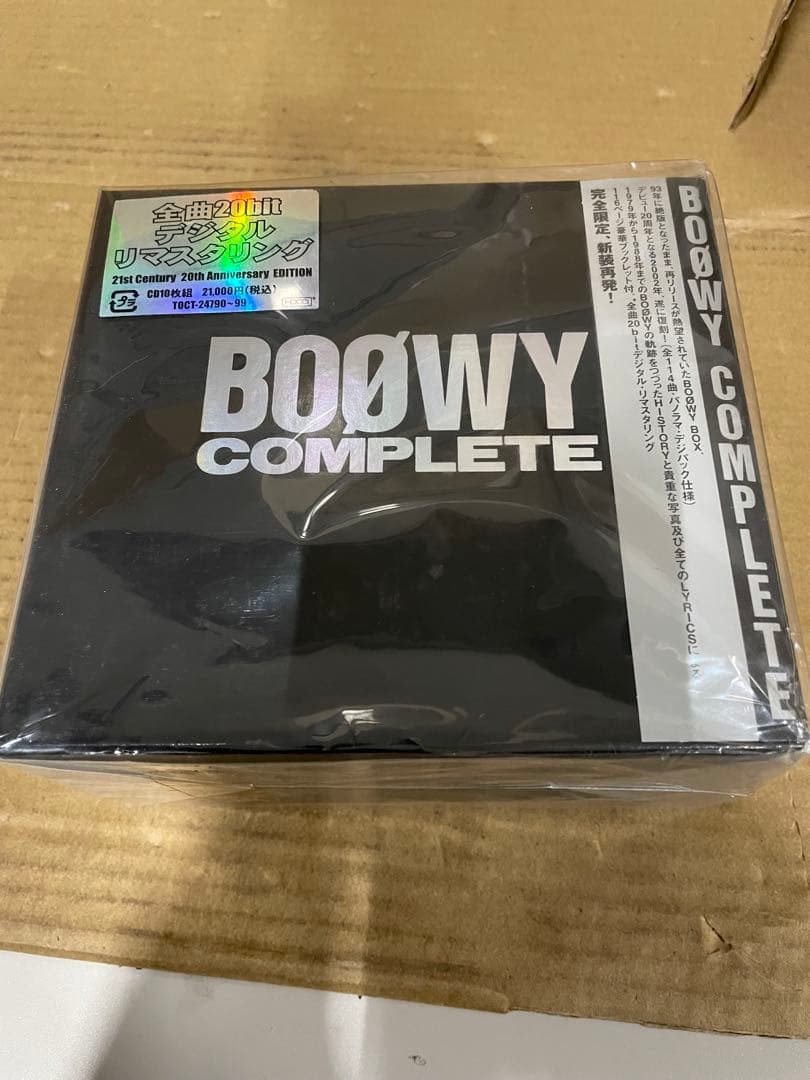 全曲20bit
デジタル
リマスタリング
21st Century 20th Anniversary EDITION
プラ
CD10枚組 21,000円(税込)
TOCT-24790~99
HDCD
BOØWY
COMPLETE
BOØWY COMPLETE
93年に絶版となったまま、再リリースが熱望されていたBOØWY BOX、
デビュー20周年となる2002年、遂に復刻!(全114曲・パノラマ・デジパック仕様)
1979年から1988年までのBOØWYの軌跡をつづったHISTORYと貴重な写真及び全てのLYRICSによる
116ページ豪華ブックレット付。全曲20bitデジタル・リマスタリング
完全限定、新装再発!